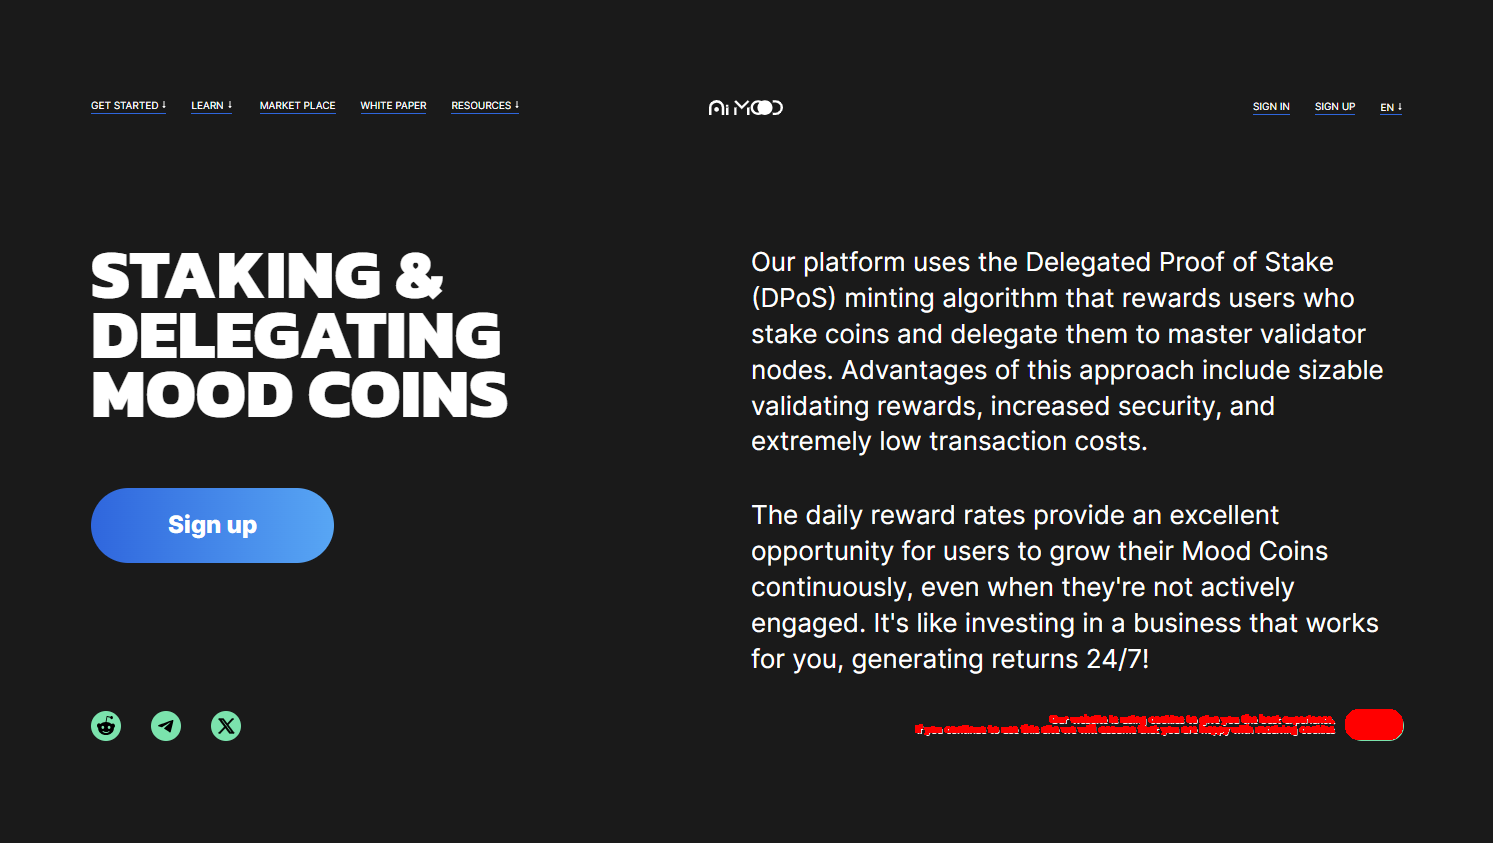 GET STARTED ↓ LEARN ↓ MARKET PLACE WHITE PAPER RESOURCES ↓
Ai MOOD
SIGN IN SIGN UP EN ↓
STAKING &
DELEGATING
MOOD COINS
Sign up
Our platform uses the Delegated Proof of Stake
(DPoS) minting algorithm that rewards users who
stake coins and delegate them to master validator
nodes. Advantages of this approach include sizable
validating rewards, increased security, and
extremely low transaction costs.
The daily reward rates provide an excellent
opportunity for users to grow their Mood Coins
continuously, even when they're not actively
engaged. It's like investing in a business that works
for you, generating returns 24/7!
Our website is using cookies to give you the best experience.
If you continue to use this site we will assume that you are happy with recieving cookies